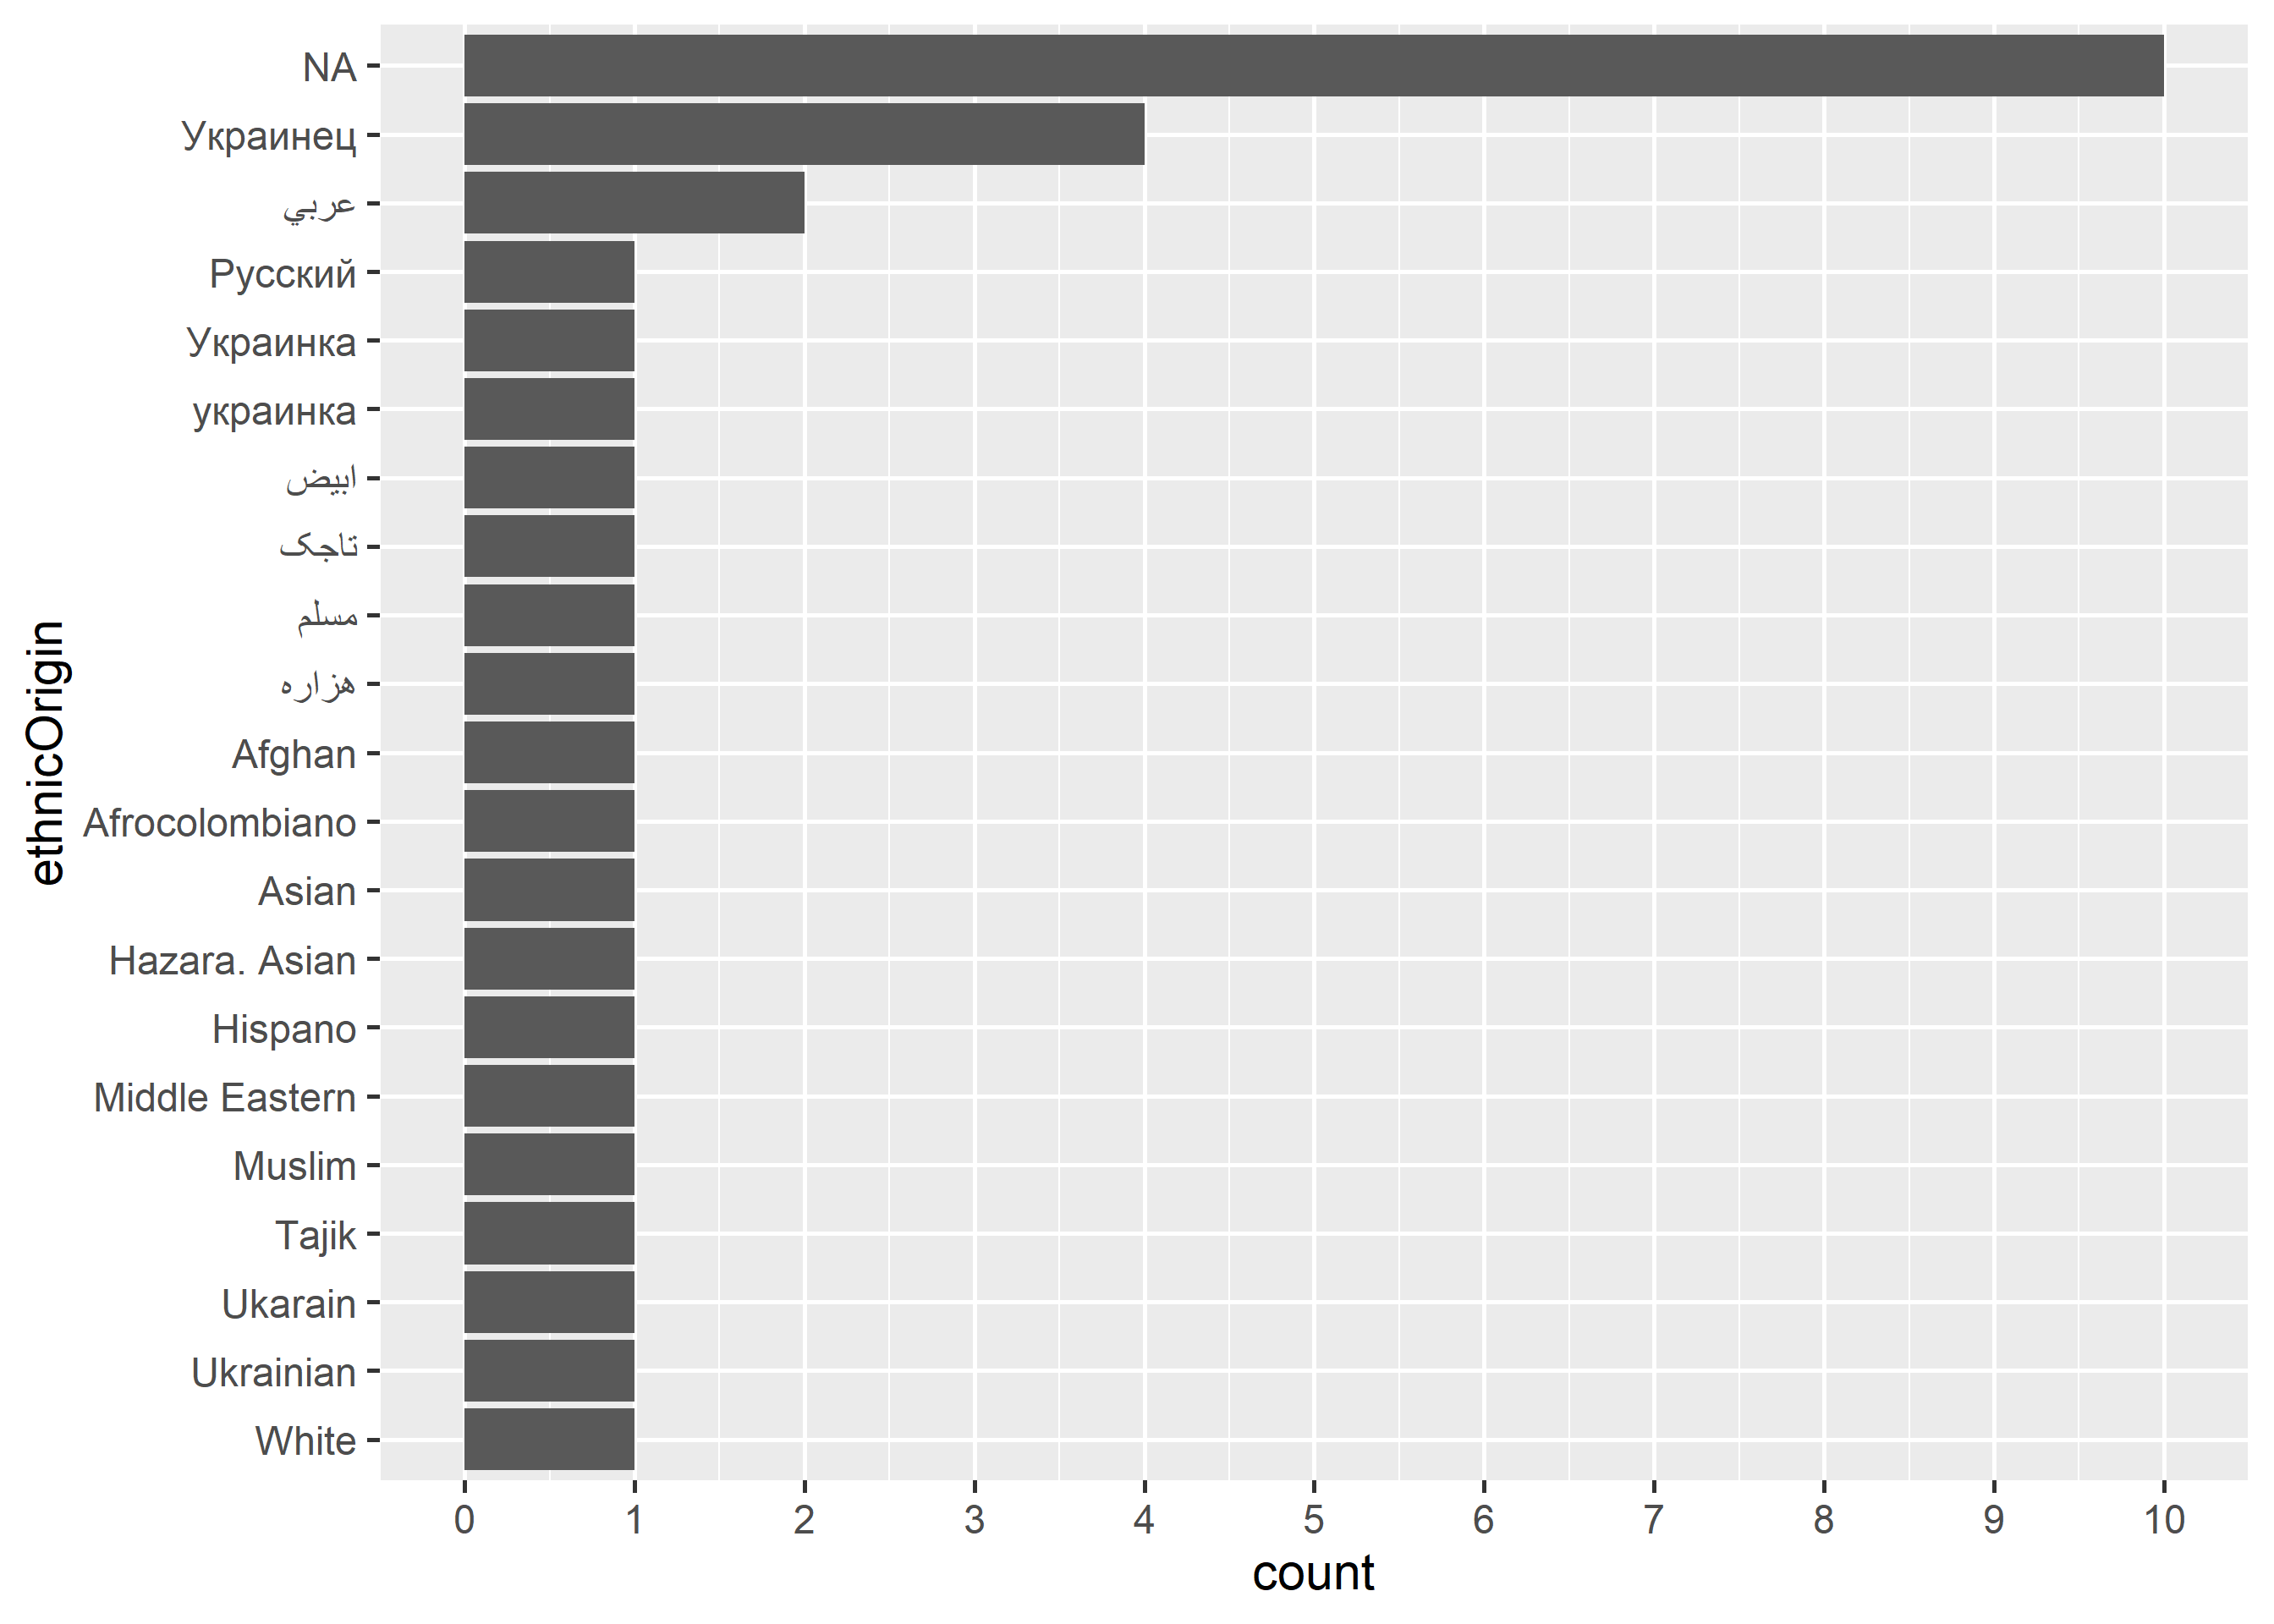 NA
Украинец
عربي
Русский
Украинка
украинка
ابيض
تاجک
مسلم
هزاره
Afghan
Afrocolombiano
Asian
Hazara. Asian
Hispano
Middle Eastern
Muslim
Tajik
Ukarain
Ukrainian
White
ethnicOrigin
0 1 2 3 4 5 6 7 8 9 10
count